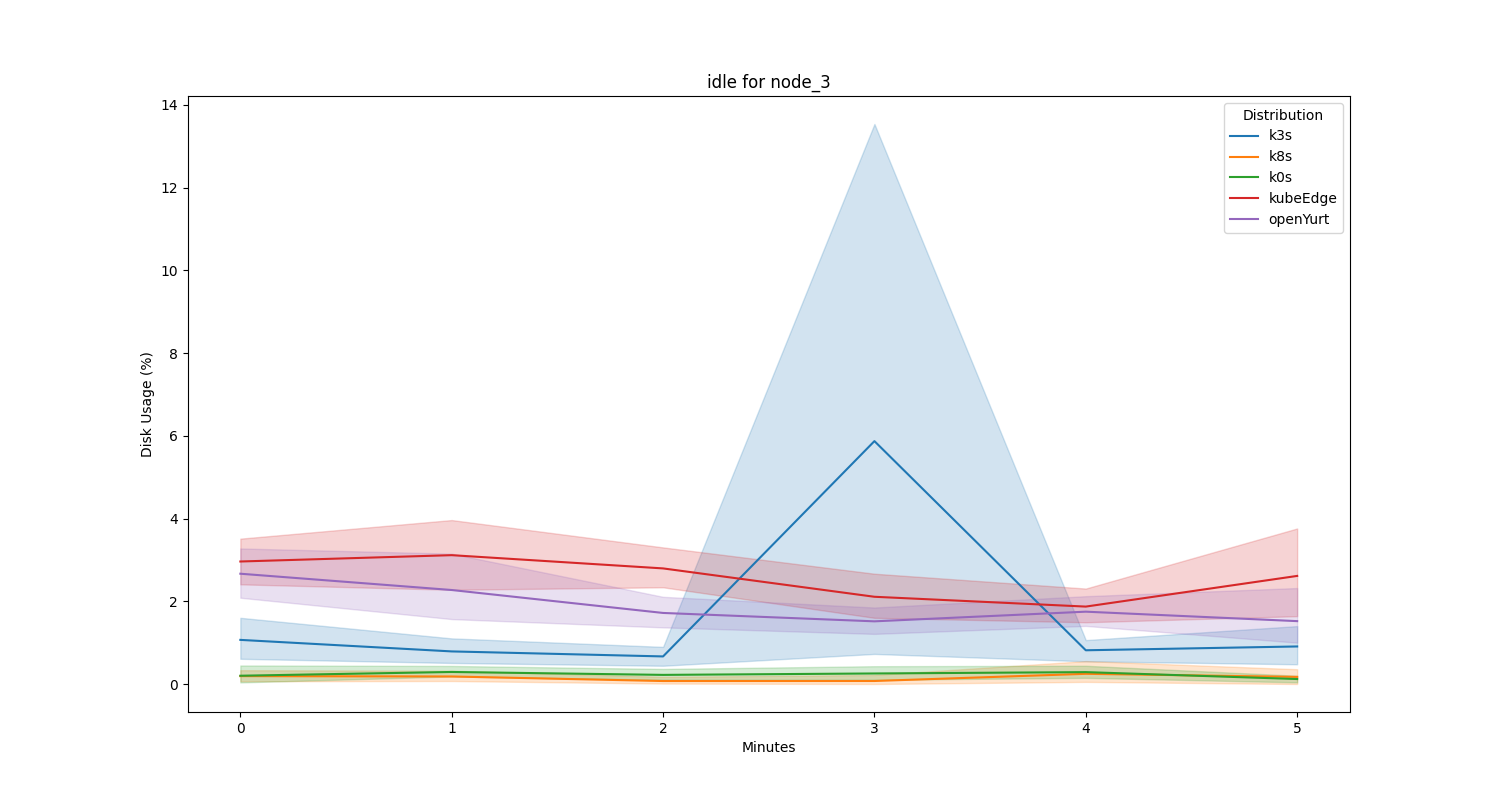 idle for node_3
Disk Usage (%)
14
12
10
8
6
4
2
0
0 1 2 3 4 5
Minutes
Distribution
k3s
k8s
k0s
kubeEdge
openYurt